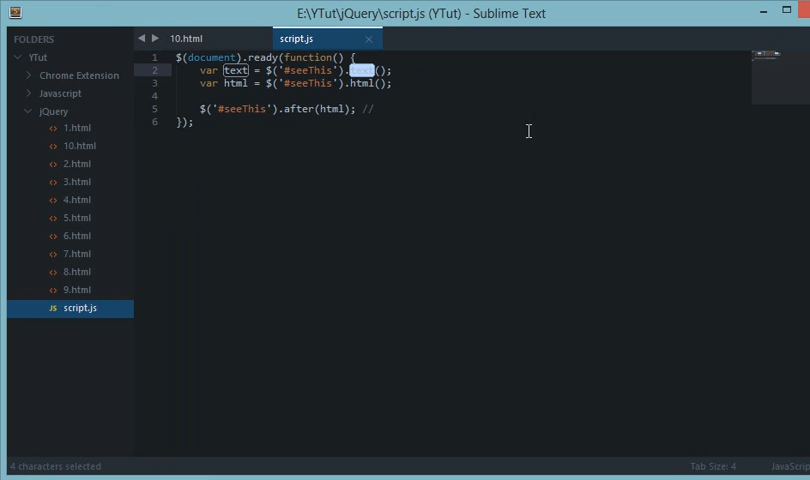 E:\YTut\jQuery\script.js (YTut) - Sublime Text
FOLDERS
YTut
Chrome Extension
Javascript
jQuery
1.html
10.html
2.html
3.html
4.html
5.html
6.html
7.html
8.html
9.html
script.js
10.html
script.js
1 $(document).ready(function() {
2 var text = $('#seeThis').text();
3 var html = $('#seeThis').html();
4
5 $('#seeThis').after(html); //
6 });
4 characters selected
Tab Size: 4
JavaScrip